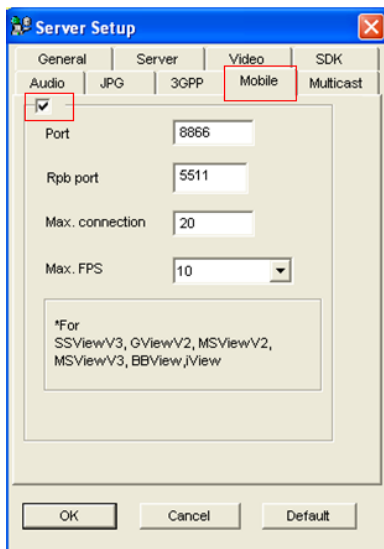 Server Setup
General Server Video SDK
Audio JPG 3GPP Mobile Multicast
Port 8866
Rpb port 5511
Max. connection 20
Max. FPS 10
*For
SSViewV3, GViewV2, MSViewV2,
MSViewV3, BBView,iView
OK Cancel Default